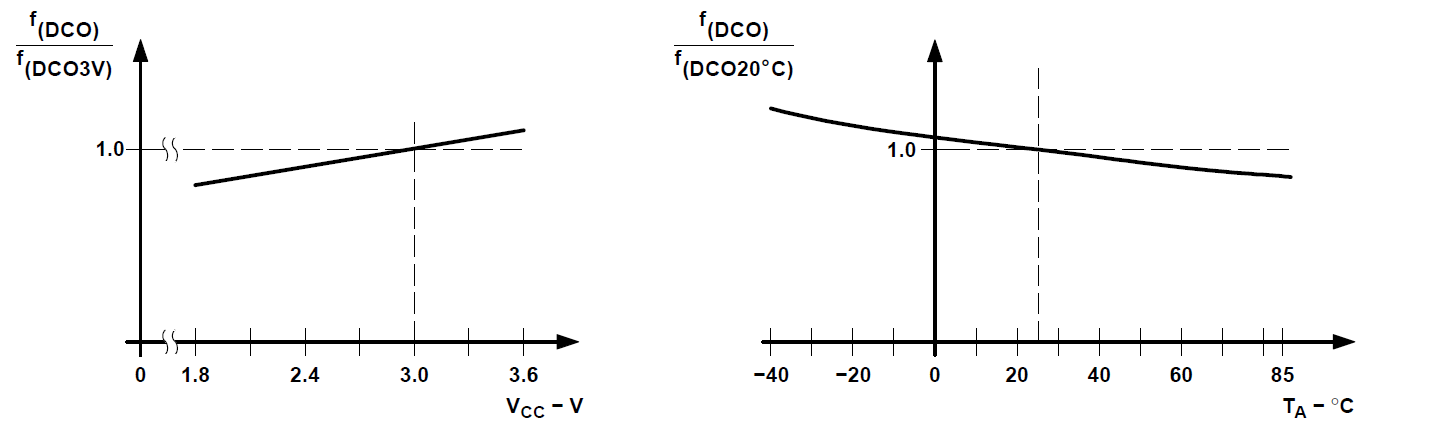 f(DCO)
f(DCO3V)
1.0
0 1.8 2.4 3.0 3.6
VCC − V
f(DCO)
f(DCO20°C)
1.0
−40 −20 0 20 40 60 85
TA − °C